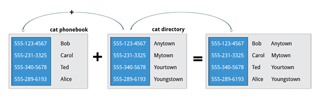 +
cat phonebook
cat directory
555-123-4567 Bob
555-231-3325 Carol
555-340-5678 Ted
555-289-6193 Alice
+
555-123-4567 Anytown
555-231-3325 Mytown
555-340-5678 Yourtown
555-289-6193 Youngstown
=
555-123-4567 Bob Anytown
555-231-3325 Carol Mytown
555-340-5678 Ted Yourtown
555-289-6193 Alice Youngstown